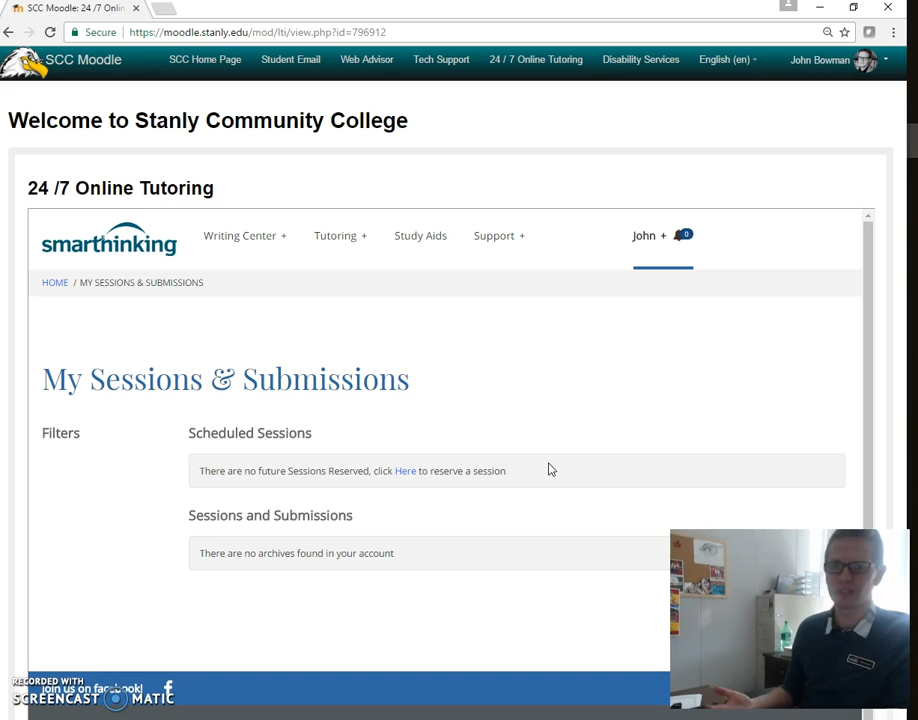 SCC Moodle: 24 /7 Onlin
Secure https://moodle.stanly.edu/mod/lti/view.php?id=796912
SCC Moodle SCC Home Page Student Email Web Advisor Tech Support 24 / 7 Online Tutoring Disability Services English (en) John Bowman
Welcome to Stanly Community College
24 /7 Online Tutoring
smarthinking Writing Center + Tutoring + Study Aids Support + John + 0
HOME / MY SESSIONS & SUBMISSIONS
My Sessions & Submissions
Filters Scheduled Sessions
There are no future Sessions Reserved, click Here to reserve a session
Sessions and Submissions
There are no archives found in your account
join us on facebook! f
RECORDED WITH
SCREENCAST MATIC